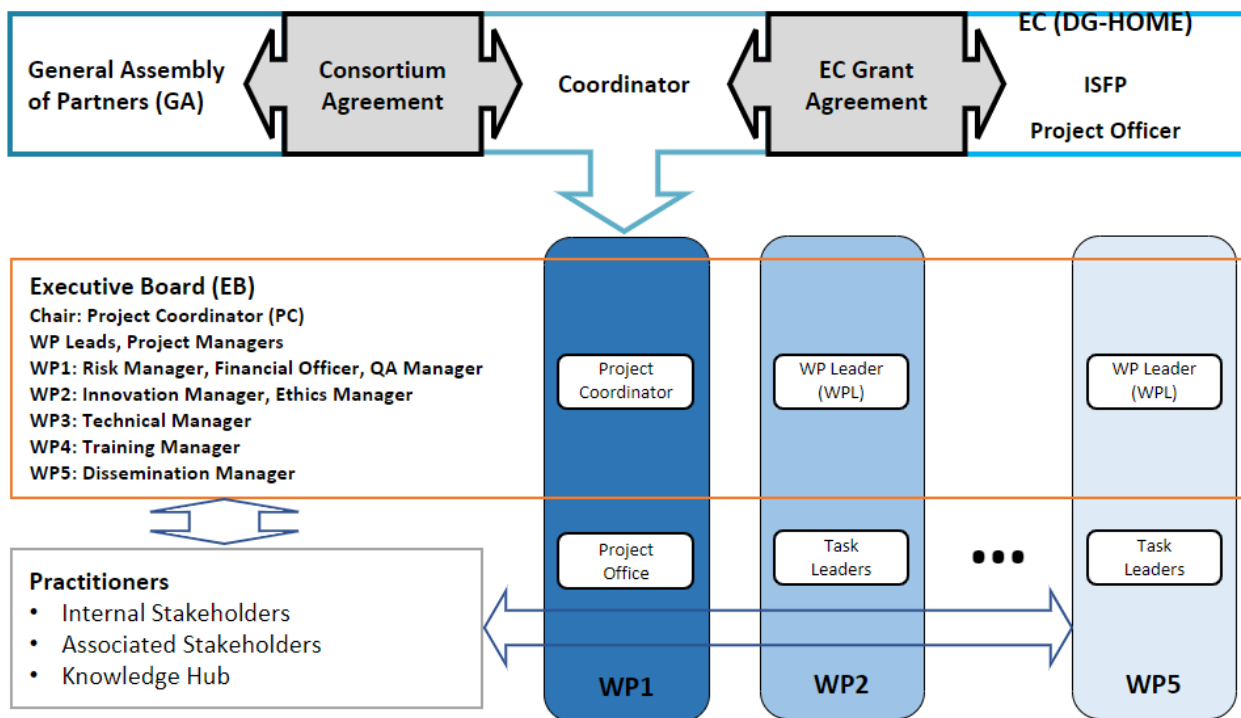 General Assembly
of Partners (GA)
Consortium
Agreement
Coordinator
EC Grant
Agreement
EC (DG-HOME)
ISFP
Project Officer
Executive Board (EB)
Chair: Project Coordinator (PC)
WP Leads, Project Managers
WP1: Risk Manager, Financial Officer, QA Manager
WP2: Innovation Manager, Ethics Manager
WP3: Technical Manager
WP4: Training Manager
WP5: Dissemination Manager
Project
Coordinator
WP Leader
(WPL)
WP Leader
(WPL)
Practitioners
• Internal Stakeholders
• Associated Stakeholders
• Knowledge Hub
Project
Office
Task
Leaders
•••
Task
Leaders
WP1
WP2
WP5